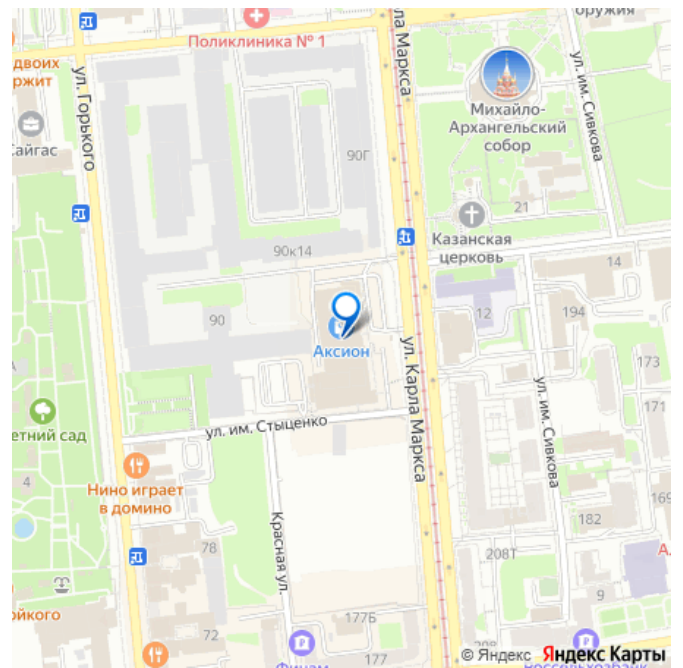 оружия
Поликлиника № 1
двоих
ржит
ул. Горького
ла Маркса
ул. им. Сивкова
Михайло-
Архангельский
собор
Сайгас
90Г
21
Казанская
церковь
90к14
14
12
194
90
Аксион
ул. Карла Маркса
173
171
ул. им. Стыценко
ул. им. Сивкова
етний сад
4
Нино играет
в домино
169
182
Красная ул.
78
208Т
А
6
9
ойкого
72
177Б
177
Финам
208
Россельхозбанк
© Яндекс Яндекс Карты